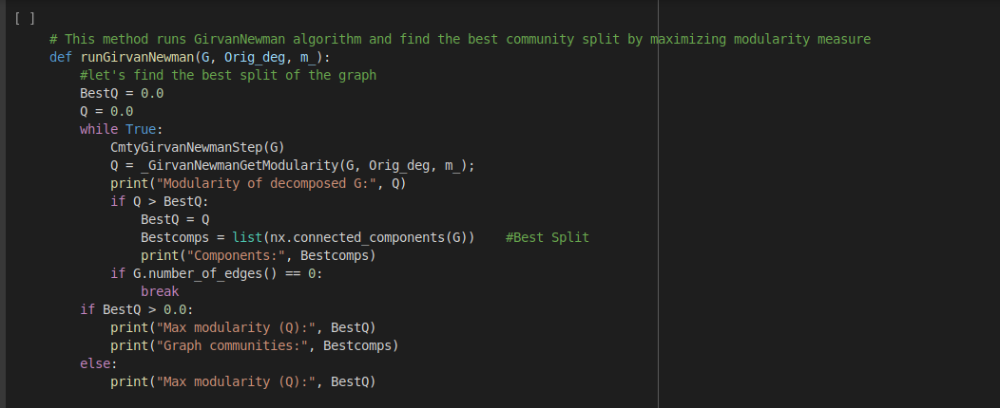 [ ]
# This method runs GirvanNewman algorithm and find the best community split by maximizing modularity measure
def runGirvanNewman(G, Orig_deg, m_):
    #let's find the best split of the graph
    BestQ = 0.0
    Q = 0.0
    while True:
        CmtyGirvanNewmanStep(G)
        Q = _GirvanNewmanGetModularity(G, Orig_deg, m_);
        print("Modularity of decomposed G:", Q)
        if Q > BestQ:
            BestQ = Q
            Bestcomps = list(nx.connected_components(G))    #Best Split
            print("Components:", Bestcomps)
        if G.number_of_edges() == 0:
            break
    if BestQ > 0.0:
        print("Max modularity (Q):", BestQ)
        print("Graph communities:", Bestcomps)
    else:
        print("Max modularity (Q):", BestQ)